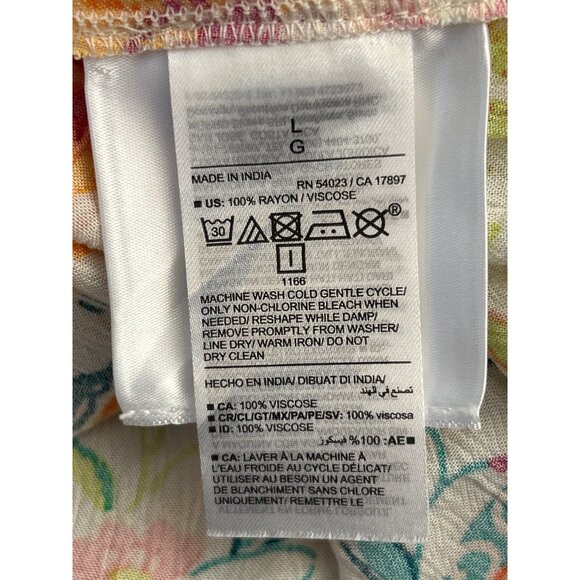 L
G
MADE IN INDIA
RN 54023 / CA 17897
■ US: 100% RAYON / VISCOSE
30
®
1166
MACHINE WASH COLD GENTLE CYCLE/
ONLY NON-CHLORINE BLEACH WHEN
NEEDED/ RESHAPE WHILE DAMP/
REMOVE PROMPTLY FROM WASHER/
LINE DRY/ WARM IRON/ DO NOT
DRY CLEAN
HECHO EN INDIA/ DIBUAT DI INDIA/
تصنع في الهند
■ CA: 100% VISCOSE
■ CR/CL/GT/MX/PA/PE/SV: 100% viscosa
■ ID: 100% VISCOSE
■ AE: 100% فيسكوز
■ CA: LAVER À LA MACHINE À
L'EAU FROIDE AU CYCLE DÉLICAT/
UTILISER AU BESOIN UN AGENT
DE BLANCHIMENT SANS CHLORE
UNIQUEMENT/ REMETTRE LE